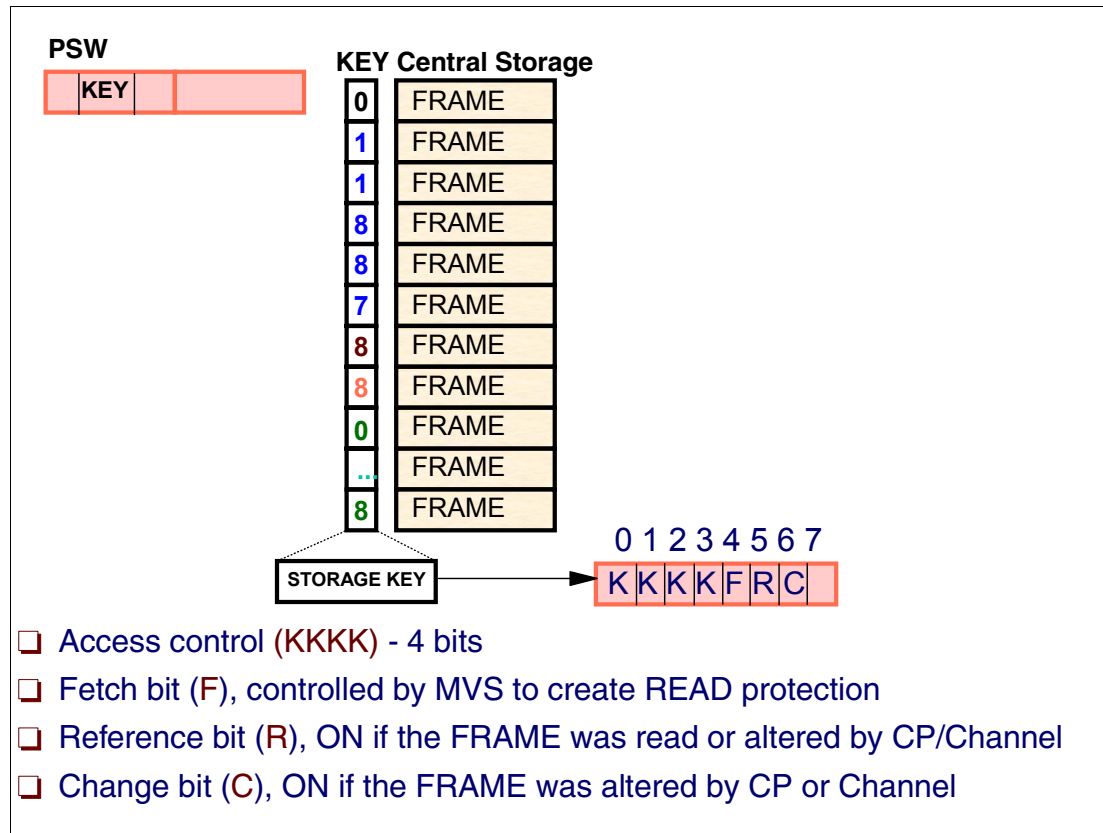 PSW
KEY
KEY Central Storage
0 FRAME
1 FRAME
1 FRAME
8 FRAME
8 FRAME
7 FRAME
8 FRAME
8 FRAME
0 FRAME
... FRAME
8 FRAME
0 1 2 3 4 5 6 7
STORAGE KEY
K K K K F R C
Access control (KKKK) - 4 bits
Fetch bit (F), controlled by MVS to create READ protection
Reference bit (R), ON if the FRAME was read or altered by CP/Channel
Change bit (C), ON if the FRAME was altered by CP or Channel